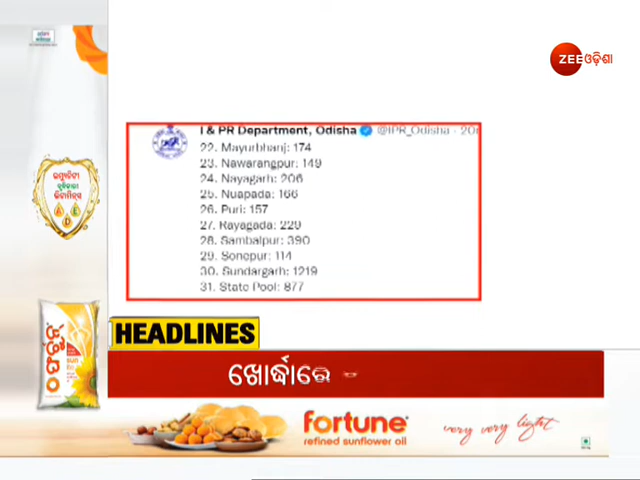 ZEE ଓଡ଼ିଶା
I & PR Department, Odisha @IPR_Odisha
22. Mayurbhanj: 174
23. Nawarangpur: 149
24. Nayagarh: 206
25. Nuapada: 166
26. Puri: 157
27. Rayagada: 229
28. Sambalpur: 390
29. Sonepur: 114
30. Sundargarh: 1219
31. State Pool: 877
A E
D
HEADLINES
ଖୋର୍ଦ୍ଧାରେ
fortune
refined sunflower oil
very very light